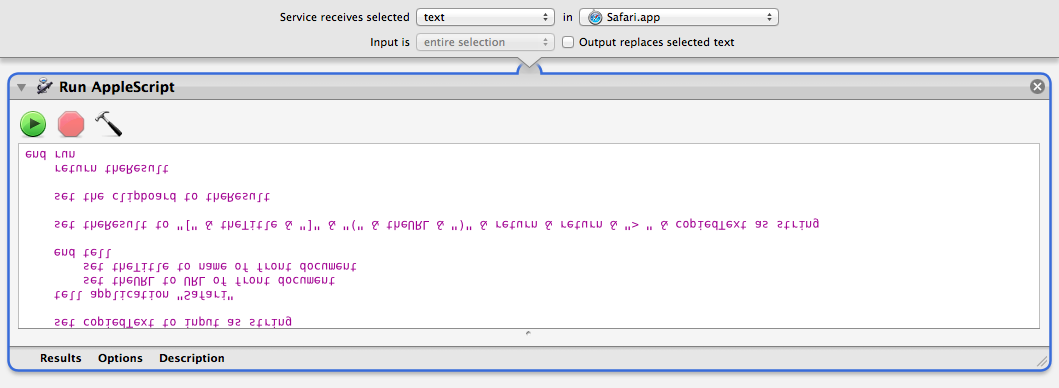 Service receives selected text in Safari.app
Input is entire selection Output replaces selected text
Run AppleScript
set copiedText to input as string
tell application "Safari"
set theURL to URL of front document
set theTitle to name of front document
end tell
set theResult to "[" & theTitle & "]" & "(" & theURL & ")" & return & return & "> " & copiedText as string
set the clipboard to theResult
return theResult
end run
Results Options Description